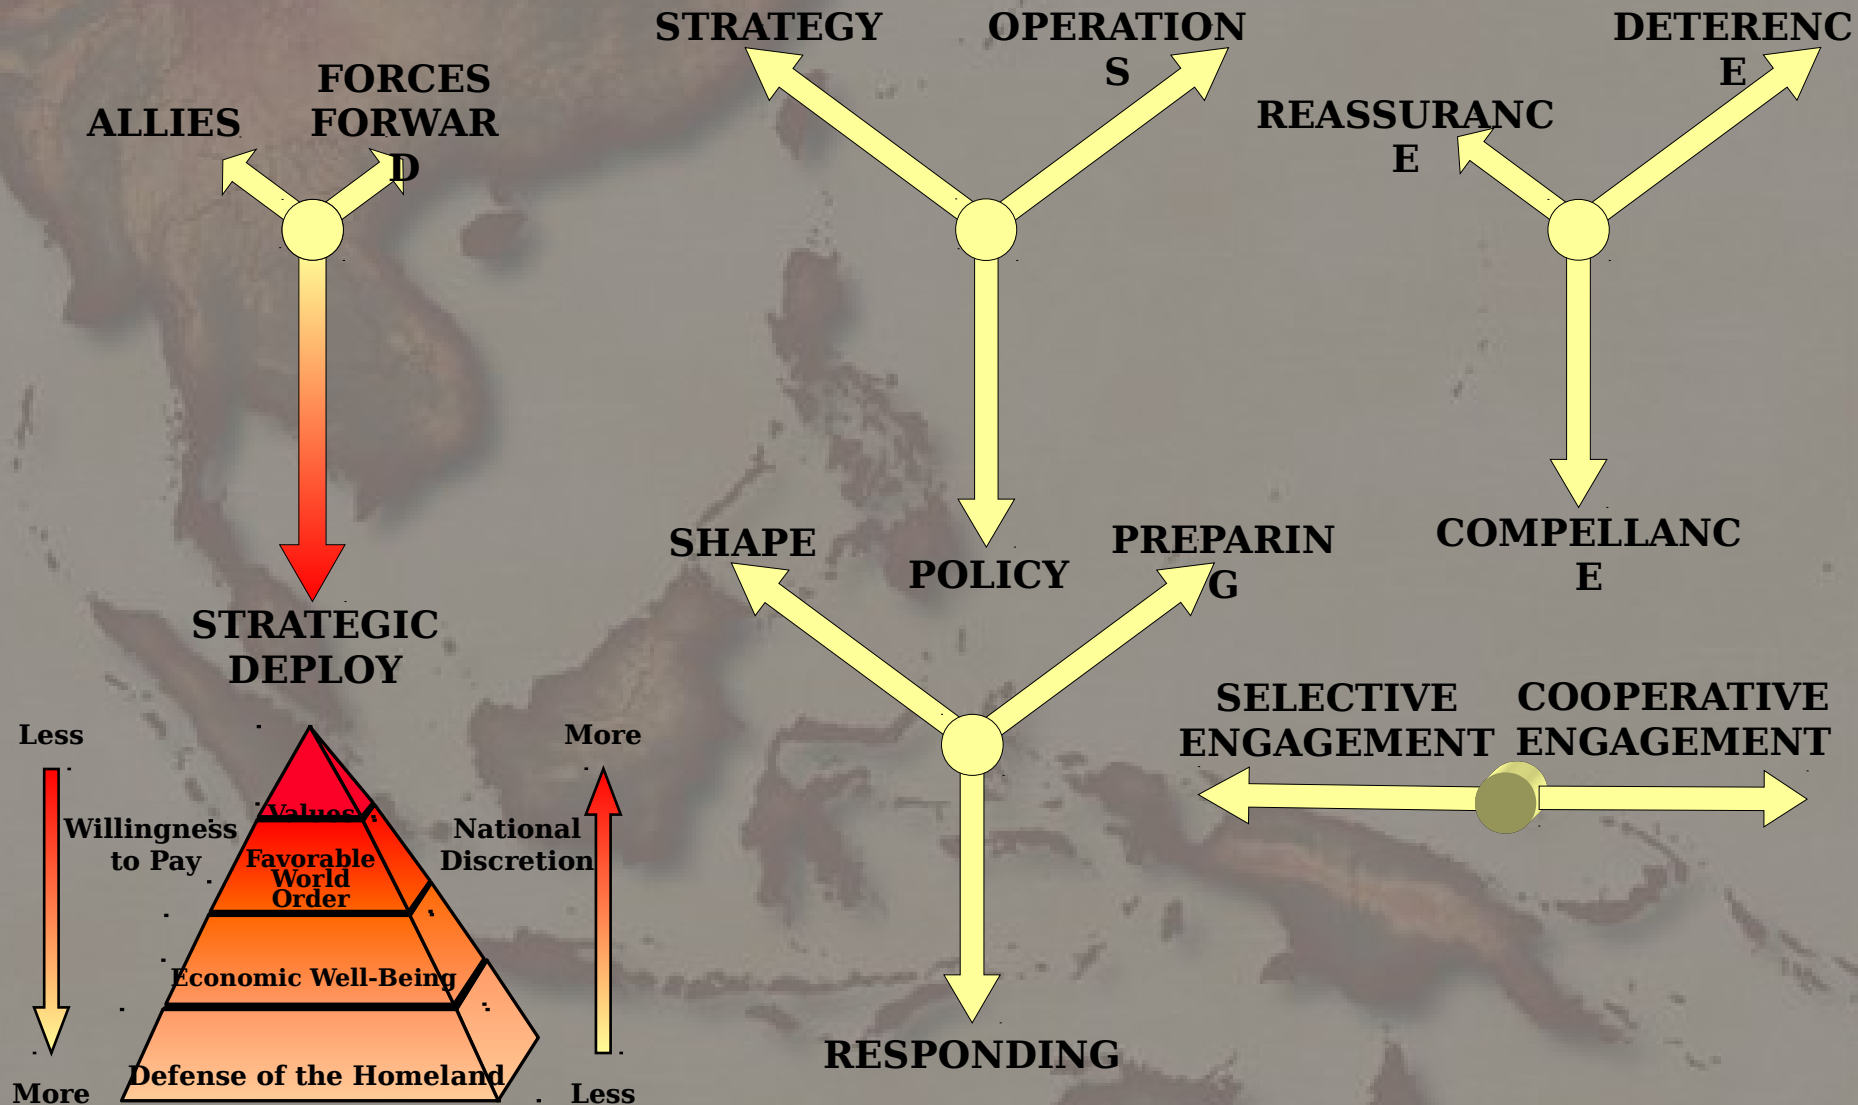 STRATEGY
OPERATION
S
DETERENC
E
FORCES
FORWAR
D
ALLIES
REASSURANC
E
SHAPE
POLICY
PREPARIN
G
COMPELLANC
E
STRATEGIC
DEPLOY
SELECTIVE
ENGAGEMENT
COOPERATIVE
ENGAGEMENT
Less
More
Values
Willingness
to Pay
National
Discretion
Favorable
World
Order
Economic Well-Being
RESPONDING
Defense of the Homeland
More
Less